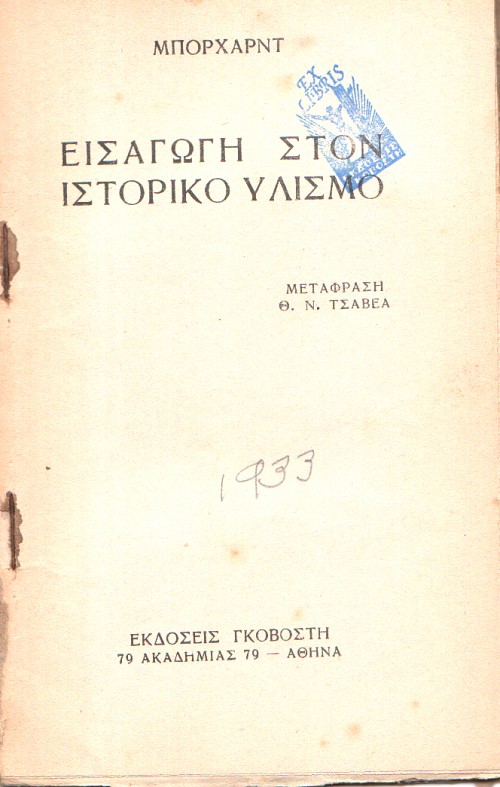 ΜΠΟΡΧΑΡΝΤ
EX
LIBRIS
ΕΙΣΑΓΩΓΗ ΣΤΟΝ
ΙΣΤΟΡΙΚΟ ΥΛΙΣΜΟ
ΜΕΤΑΦΡΑΣΗ
Θ. Ν. ΤΣΑΒΕΑ
1933
ΕΚΔΟΣΕΙΣ ΓΚΟΒΟΣΤΗ
79 ΑΚΑΔΗΜΙΑΣ 79 — ΑΘΗΝΑ